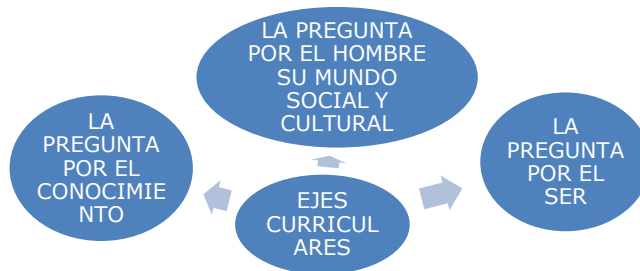 LA PREGUNTA
POR EL HOMBRE
SU MUNDO
SOCIAL Y
CULTURAL
LA
PREGUNTA
POR EL
CONOCIMIE
NTO
LA
PREGUNTA
POR EL
SER
EJES
CURRICUL
ARES